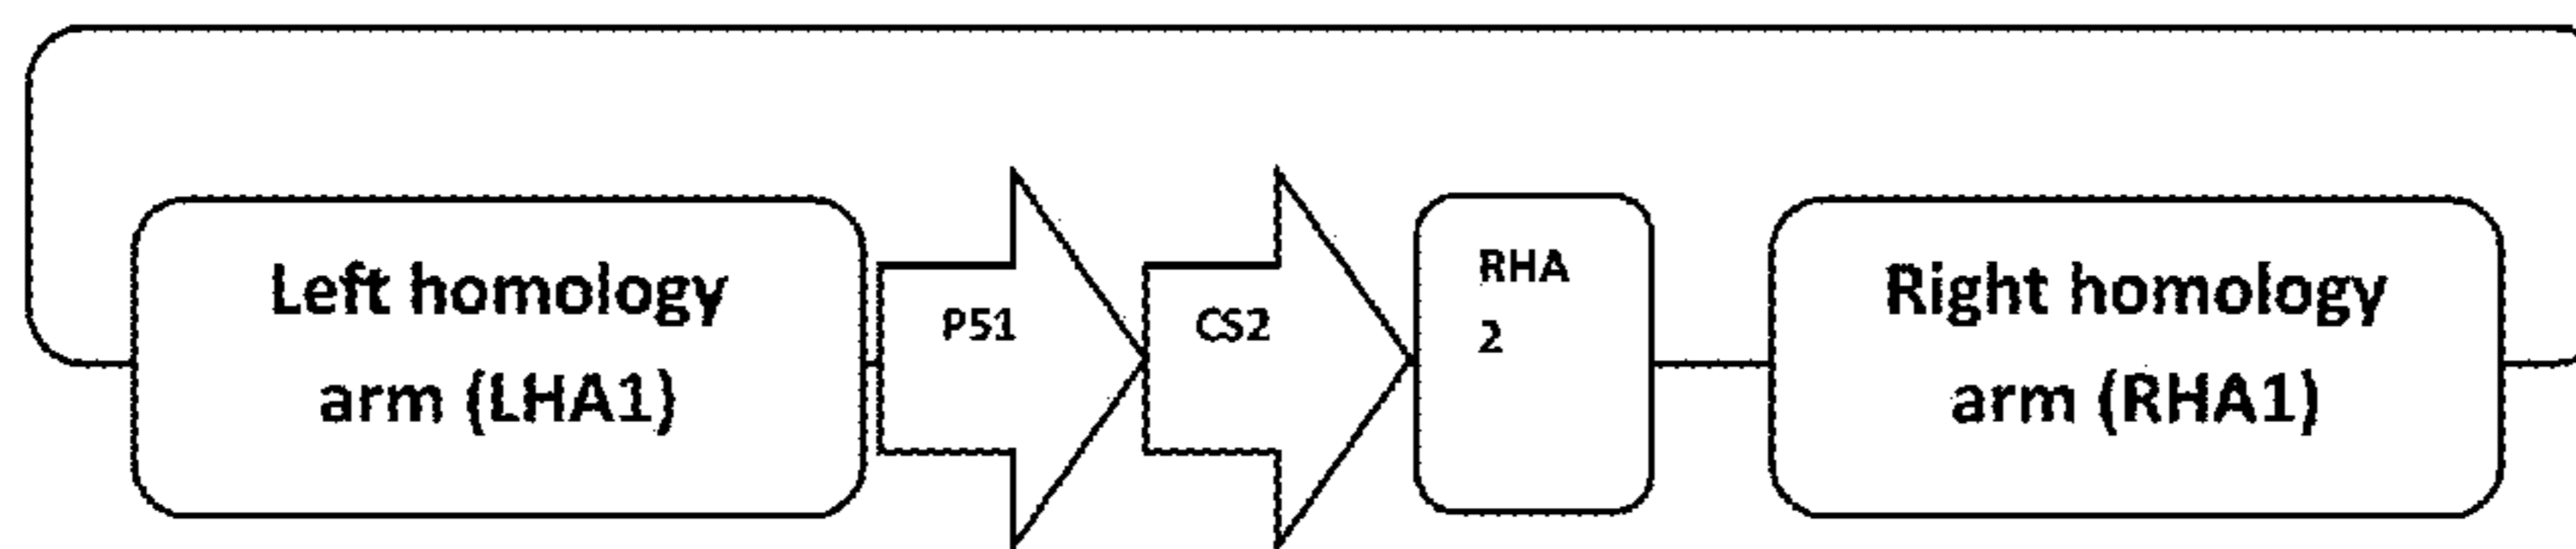 Left homology
arm (LHA1)
P51
CS2
RHA
2
Right homology
arm (RHA1)